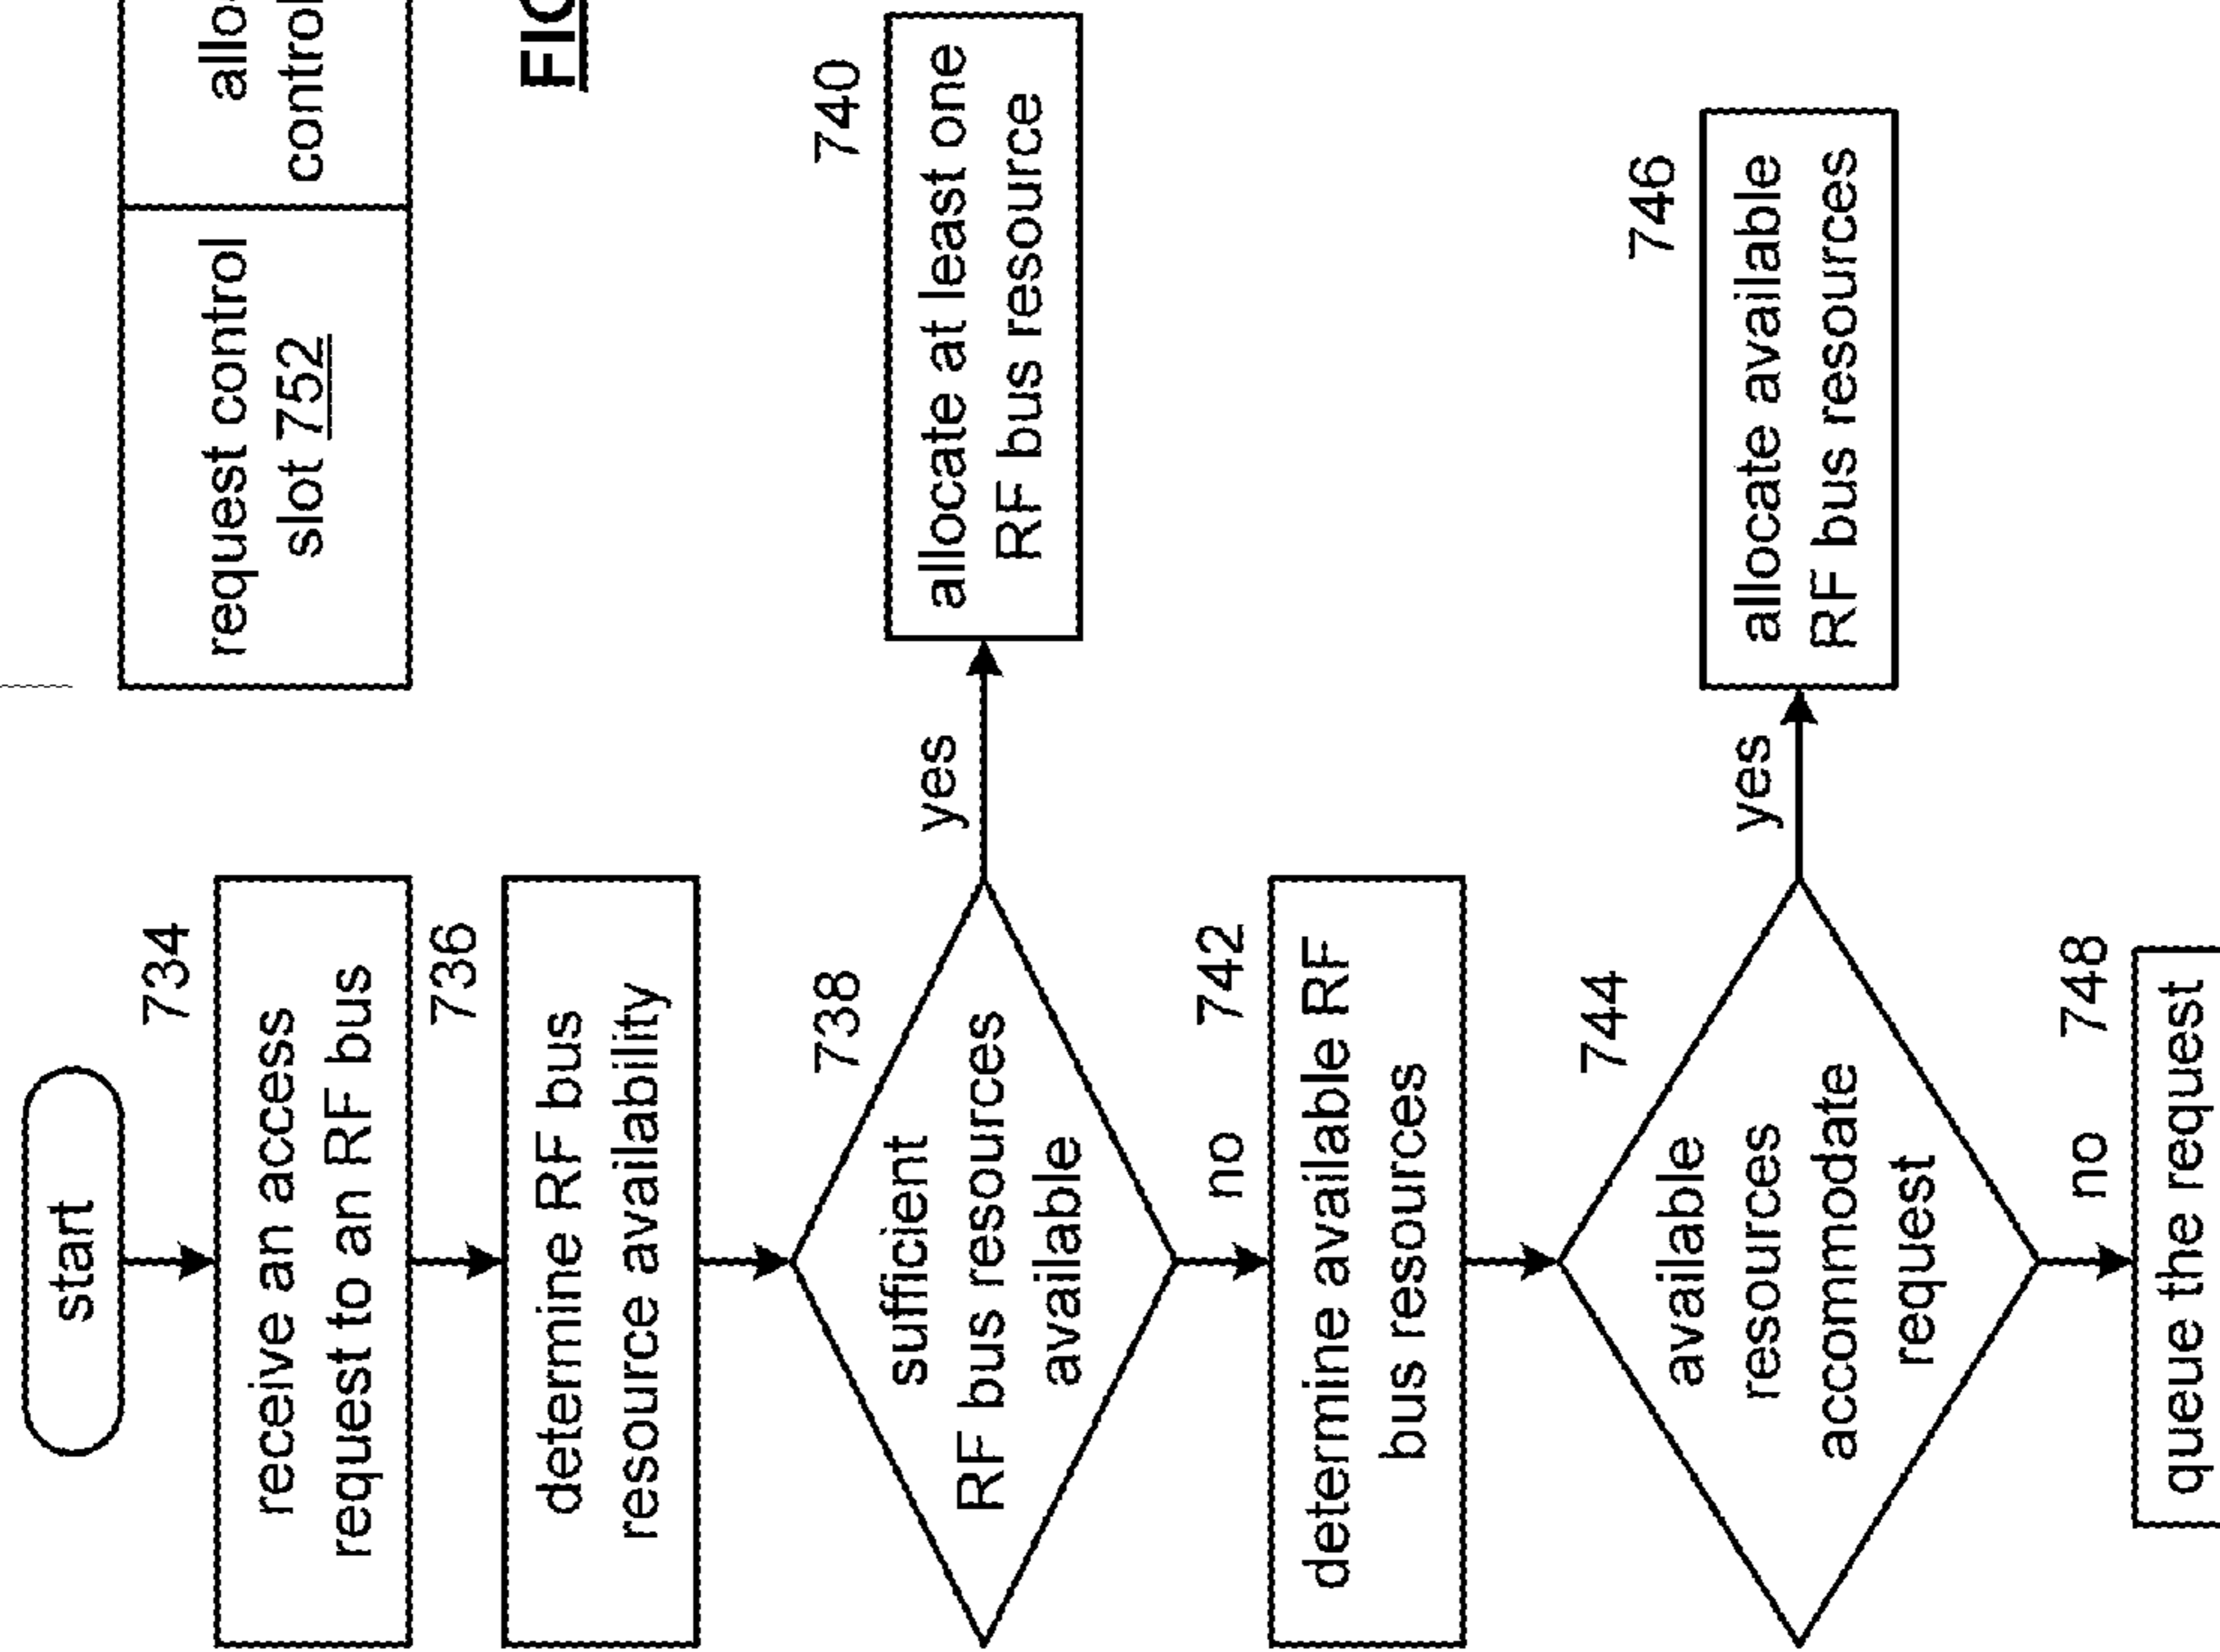 start
734
receive an access
request to an RF bus
736
determine RF bus
resource availability
738
sufficient
RF bus resources
available
yes
740
allocate at least one
RF bus resource
no
742
determine available RF
bus resources
744
available
resources
accommodate
request
yes
746
allocate available
RF bus resources
no
748
queue the request
request control
slot 752
control